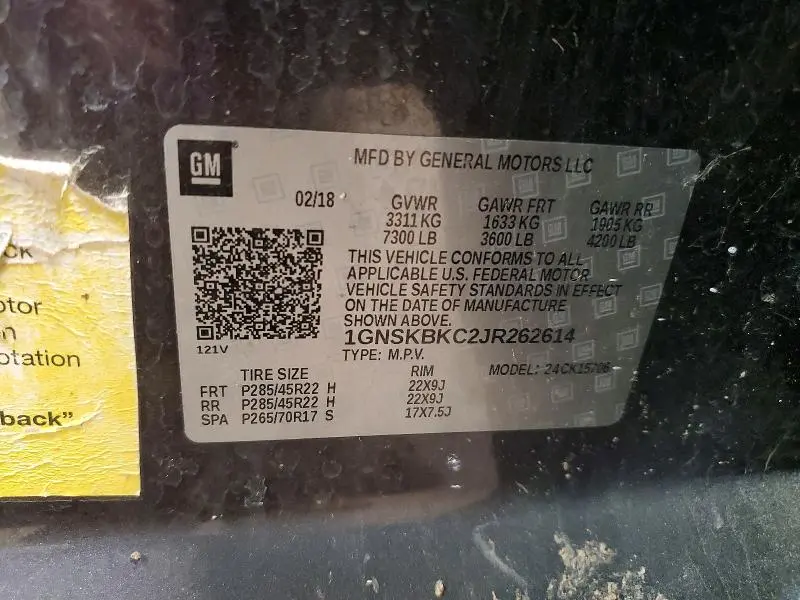 GM
MFD BY GENERAL MOTORS LLC
02/18 GVWR GAWR FRT GAWR RR
3311 KG 1633 KG 1905 KG
7300 LB 3600 LB 4200 LB
THIS VEHICLE CONFORMS TO ALL
APPLICABLE U.S. FEDERAL MOTOR
VEHICLE SAFETY STANDARDS IN EFFECT
ON THE DATE OF MANUFACTURE
SHOWN ABOVE.
121V
1GNSKBKC2JR262614
TYPE: M.P.V. MODEL:
TIRE SIZE RIM
FRT P285/45R22 H 22X9J
RR P285/45R22 H 22X9J
SPA P265/70R17 S 17X7.5J
CK
otor
n
otation
back"